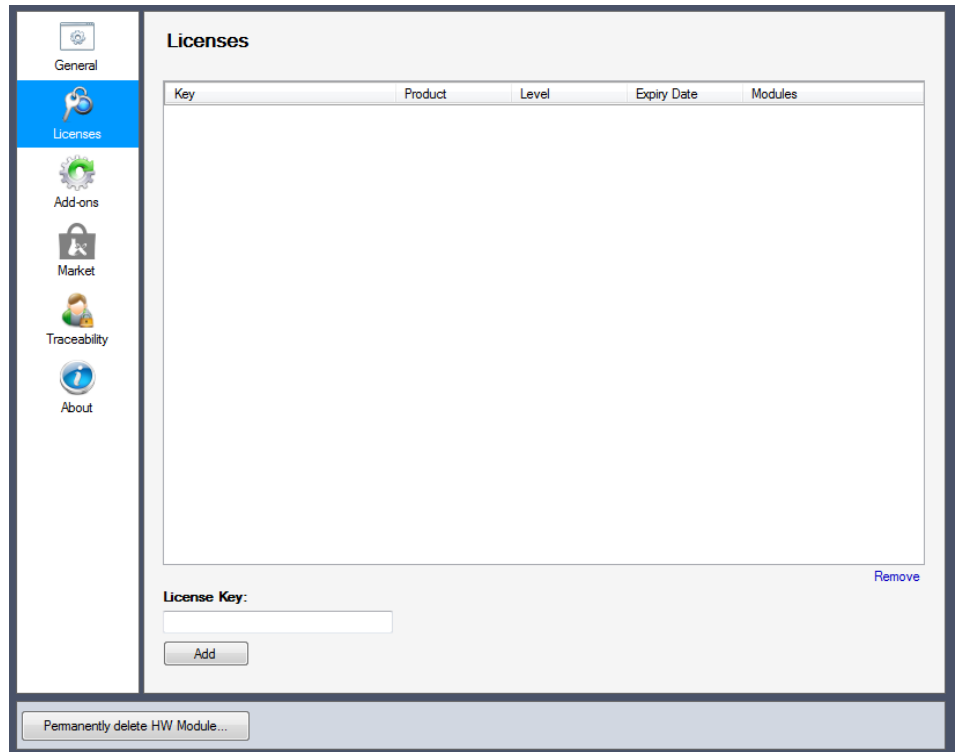 General
Licenses
Add-ons
Market
Traceability
About
Licenses
Key Product Level Expiry Date Modules
Remove
License Key:
Add
Permanently delete HW Module...